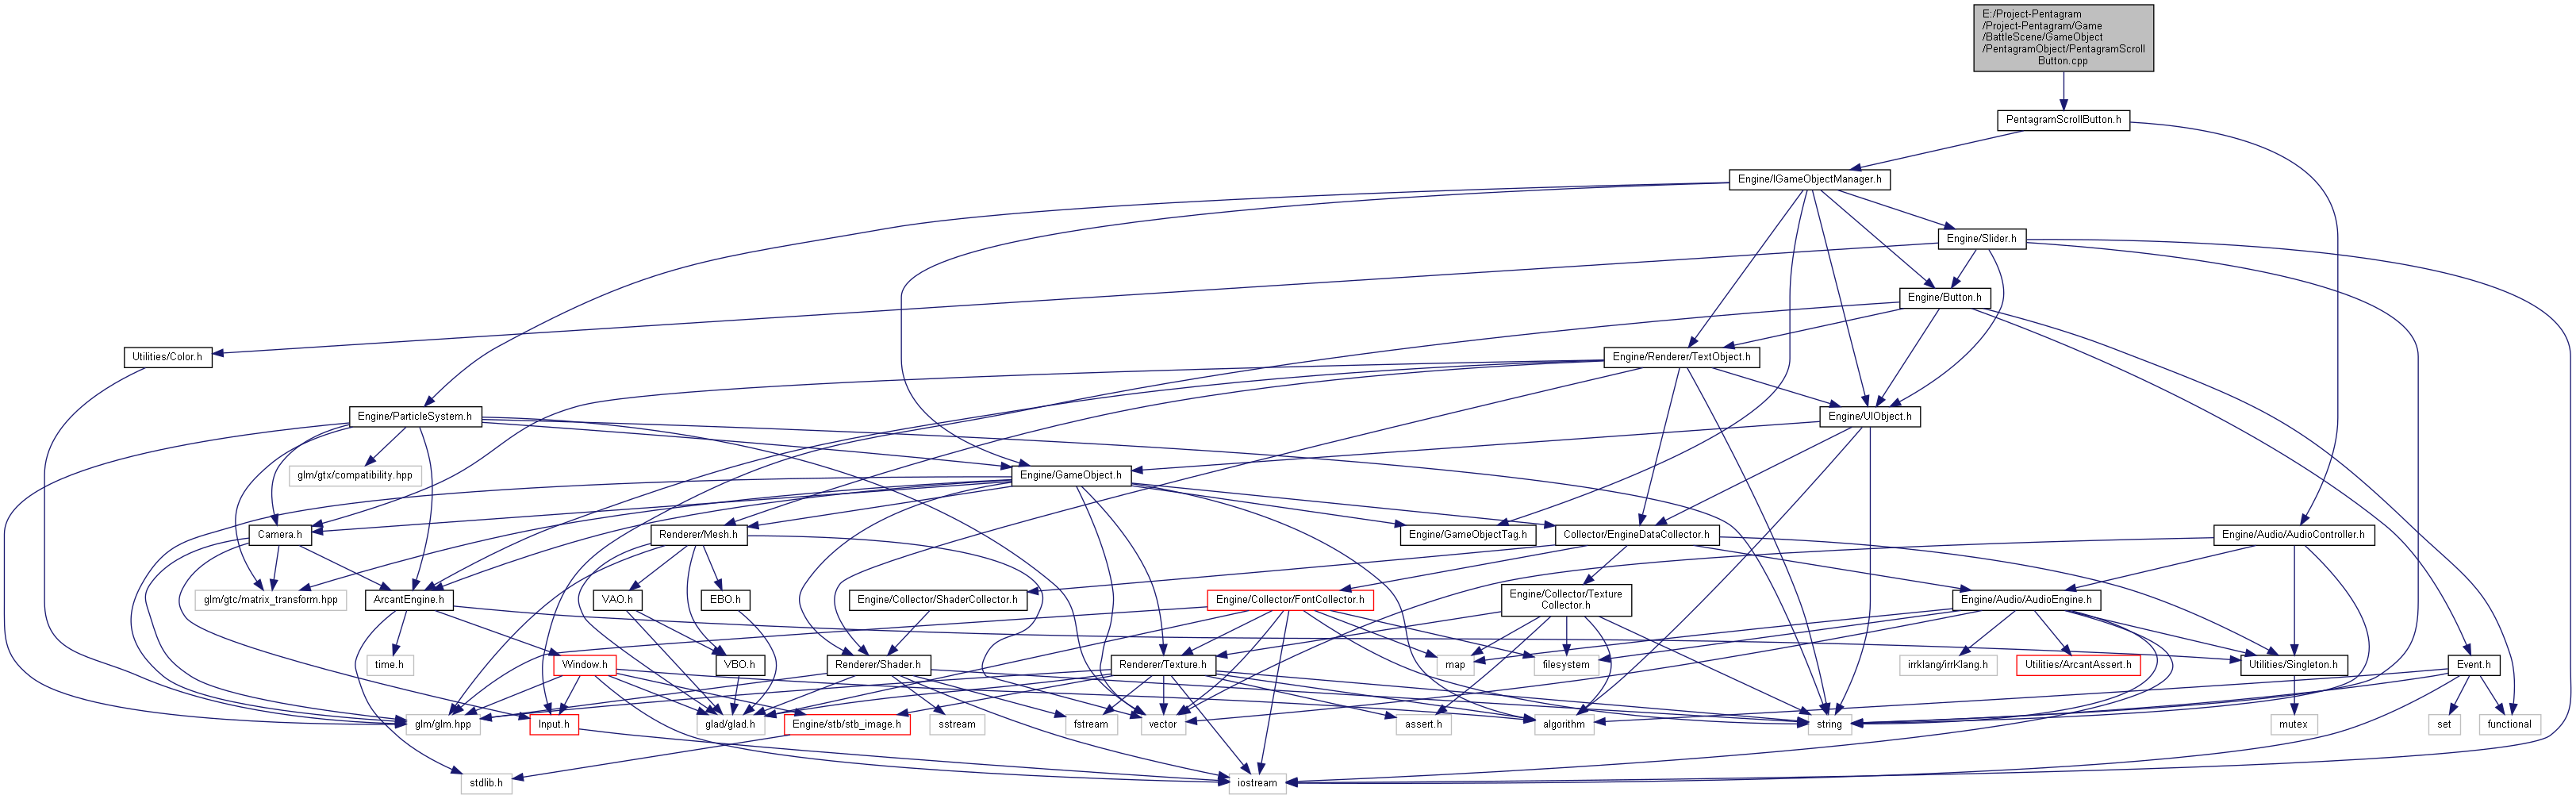 E:/Project-Pentagram
/Project-Pentagram/Game
/BattleScene/GameObject
/PentagramObject/PentagramScroll
Button.cpp
PentagramScrollButton.h
Engine/IGameObjectManager.h
Engine/Slider.h
Engine/Button.h
Utilities/Color.h
Engine/Renderer/TextObject.h
Engine/ParticleSystem.h
Engine/UIObject.h
glm/gtx/compatibility.hpp
Engine/GameObject.h
Camera.h
Renderer/Mesh.h
Engine/GameObjectTag.h
Collector/EngineDataCollector.h
Engine/Audio/AudioController.h
glm/gtc/matrix_transform.hpp
ArcantEngine.h
VAO.h
EBO.h
Engine/Collector/ShaderCollector.h
Engine/Collector/FontCollector.h
Engine/Collector/Texture
Collector.h
Engine/Audio/AudioEngine.h
time.h
Window.h
VBO.h
Renderer/Shader.h
Renderer/Texture.h
map
filesystem
irrklang/irrKlang.h
Utilities/ArcantAssert.h
Utilities/Singleton.h
Event.h
glm/glm.hpp
Input.h
glad/glad.h
Engine/stb/stb_image.h
sstream
fstream
vector
assert.h
algorithm
string
mutex
set
functional
stdlib.h
iostream